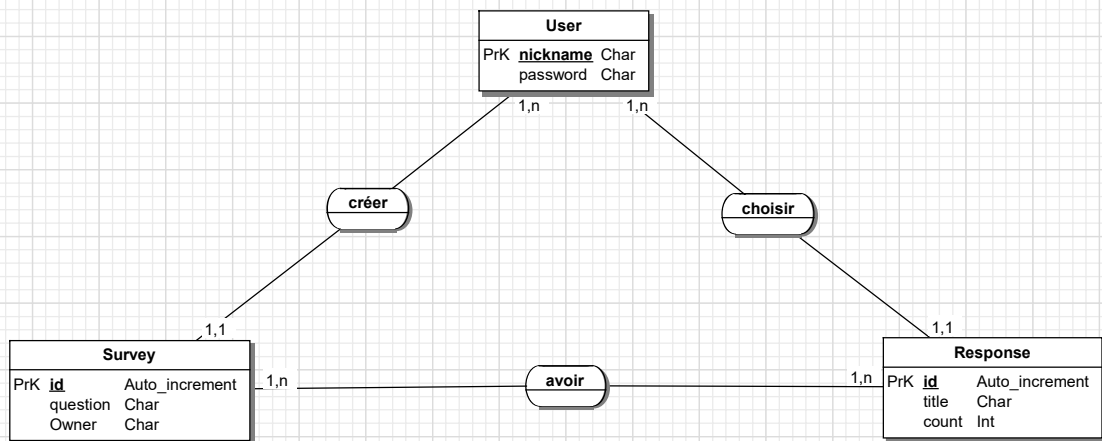 User
PrK nickname Char
password Char
1,n
1,n
créer
choisir
1,1
1,1
Survey
PrK id Auto_increment
question Char
Owner Char
1,n
avoir
1,n
Response
PrK id Auto_increment
title Char
count Int